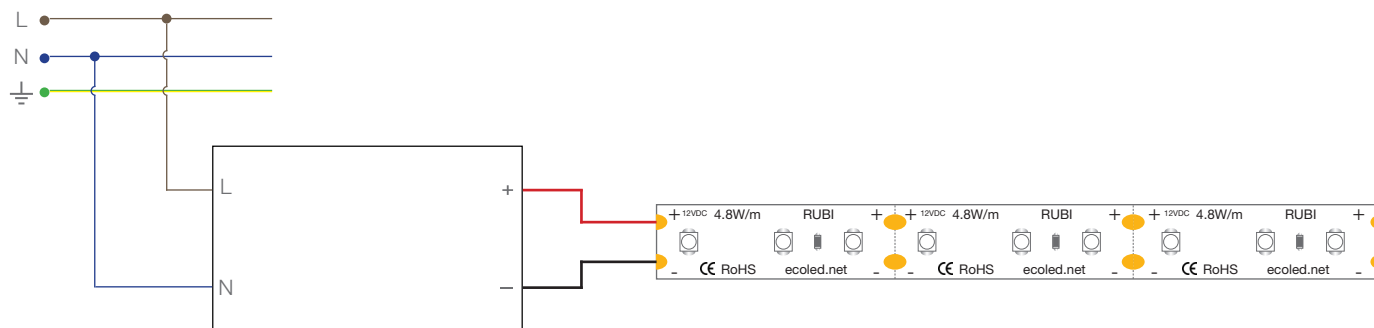 L
N
L
+
N
–
+ 12VDC 4.8W/m RUBI +
- CE RoHS ecoled.net -
+ 12VDC 4.8W/m RUBI +
- CE RoHS ecoled.net -
+ 12VDC 4.8W/m RUBI +
- CE RoHS ecoled.net -